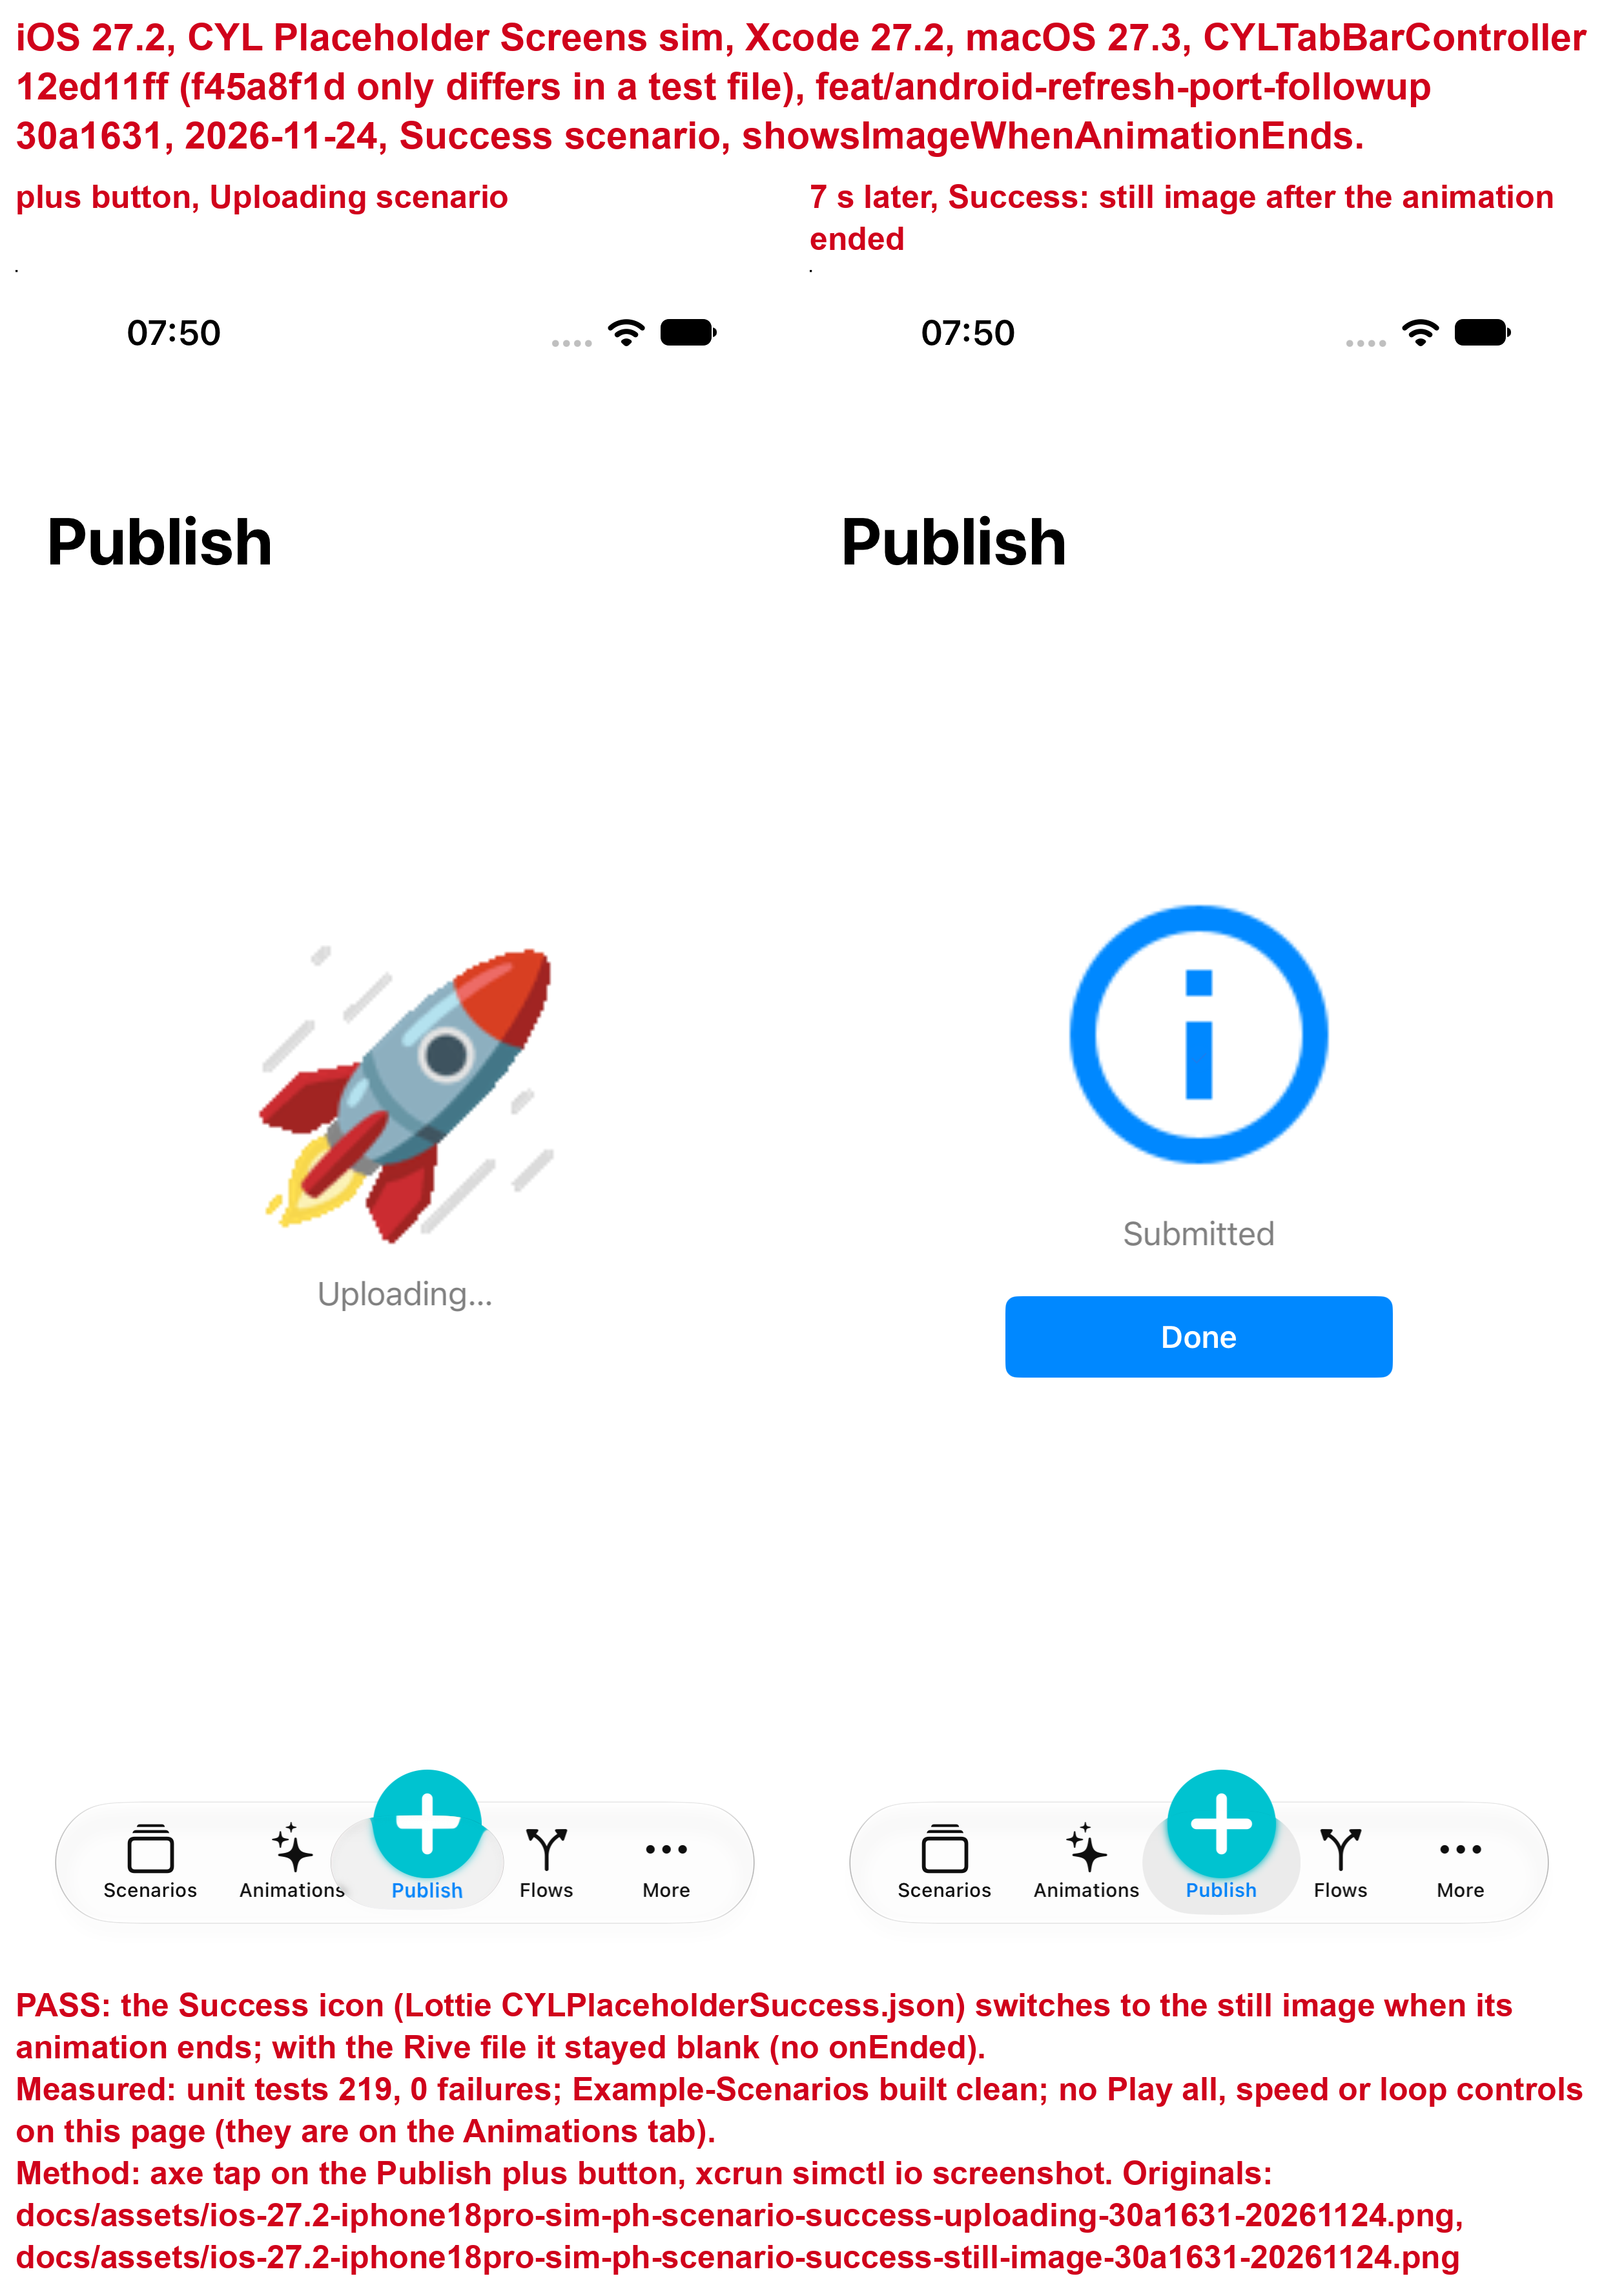 iOS 27.2, CYL Placeholder Screens sim, Xcode 27.2, macOS 27.3, CYLTabBarController
12ed11ff (f45a8f1d only differs in a test file), feat/android-refresh-port-followup
30a1631, 2026-11-24, Success scenario, showsImageWhenAnimationEnds.
plus button, Uploading scenario
7 s later, Success: still image after the animation
ended
07:50
Publish
Uploading...
Scenarios
Animations
Publish
Flows
More
07:50
Publish
Submitted
Done
Scenarios
Animations
Publish
Flows
More
PASS: the Success icon (Lottie CYLPlaceholderSuccess.json) switches to the still image when its
animation ends; with the Rive file it stayed blank (no onEnded).
Measured: unit tests 219, 0 failures; Example-Scenarios built clean; no Play all, speed or loop controls
on this page (they are on the Animations tab).
Method: axe tap on the Publish plus button, xcrun simctl io screenshot. Originals:
docs/assets/ios-27.2-iphone18pro-sim-ph-scenario-success-uploading-30a1631-20261124.png,
docs/assets/ios-27.2-iphone18pro-sim-ph-scenario-success-still-image-30a1631-20261124.png